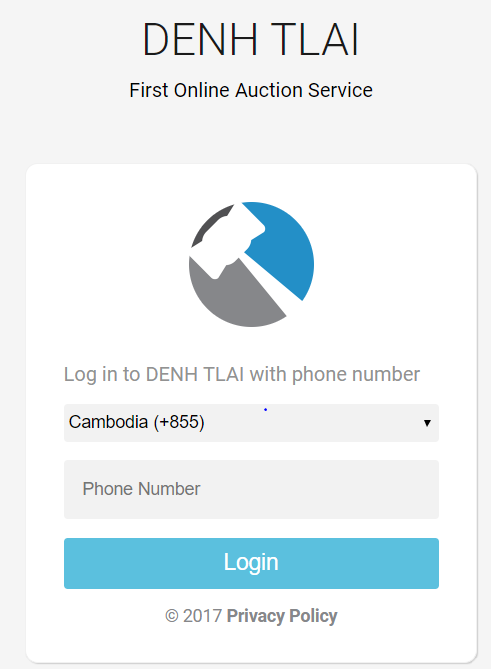 DENH TLAI
First Online Auction Service
Log in to DENH TLAI with phone number
Cambodia (+855)
Phone Number
Login
© 2017 Privacy Policy